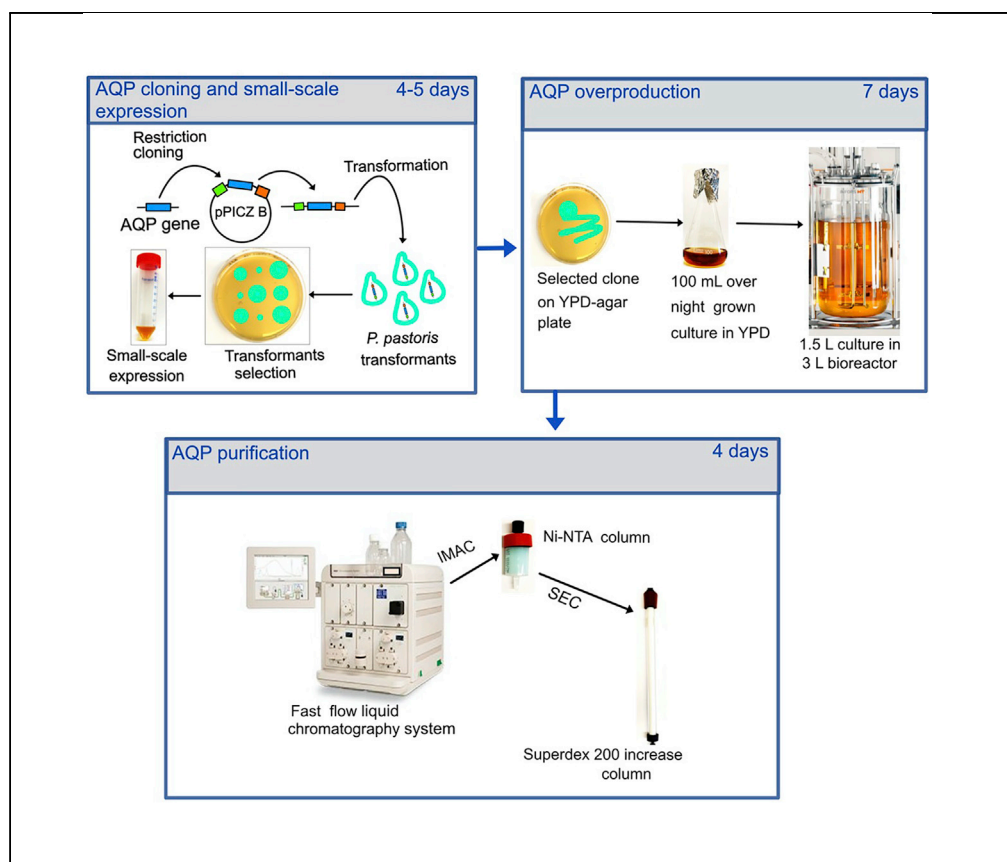 AQP cloning and small-scale
expression
4-5 days
Restriction
cloning
Transformation
pPICZ B
AQP gene
P. pastoris
transformants
Transformants
selection
Small-scale
expression
AQP overproduction
7 days
Selected clone
on YPD-agar
plate
100 mL over
night grown
culture in YPD
1.5 L culture in
3 L bioreactor
AQP purification
4 days
IMAC
Ni-NTA column
SEC
Fast flow liquid
chromatography system
Superdex 200 increase
column